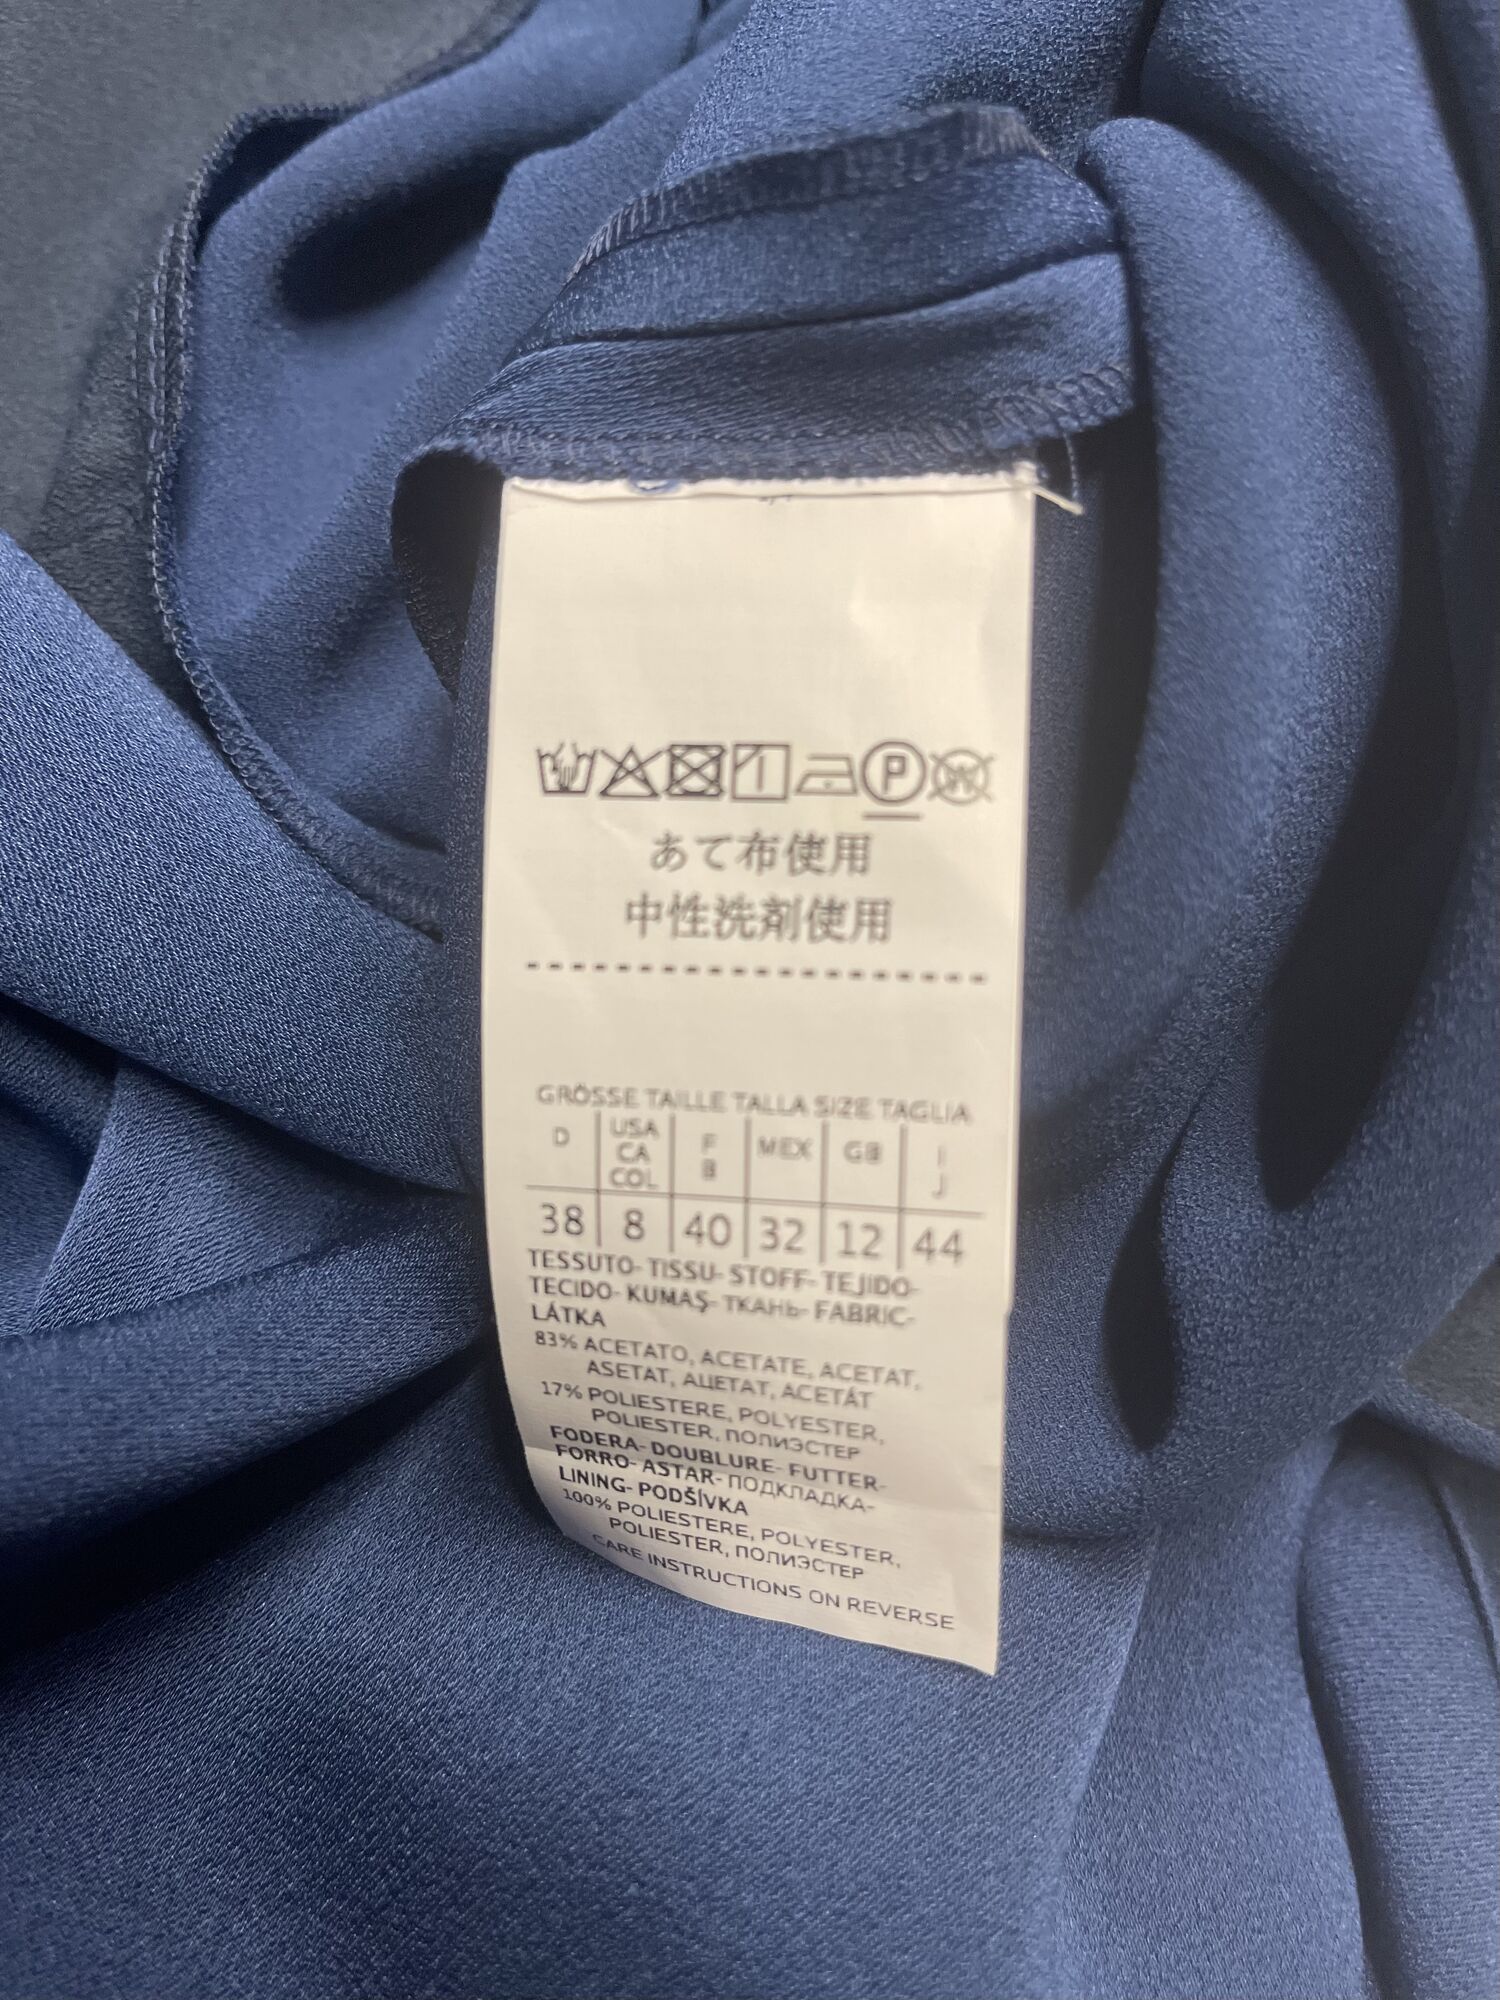 あて布使用
中性洗剤使用
GRÖSSE TAILLE TALLA SIZE TAGLIA
D USA CA COL F B MEX GB I J
38 8 40 32 12 44
TESSUTO- TISSU- STOFF- TEJIDO-
TECIDO- KUMAŞ- ТКАНЬ- FABRIC-
LÁTKA
83% ACETATO, ACETATE, ACETAT,
ASETAT, АЦЕТАТ, ACETÁT
17% POLIESTERE, POLYESTER,
POLIESTER, ПОЛИЭСТЕР
FODERA- DOUBLURE- FUTTER-
FORRO- ASTAR- ПОДКЛАДКА-
LINING- PODŠÍVKA
100% POLIESTERE, POLYESTER,
POLIESTER, ПОЛИЭСТЕР
CARE INSTRUCTIONS ON REVERSE